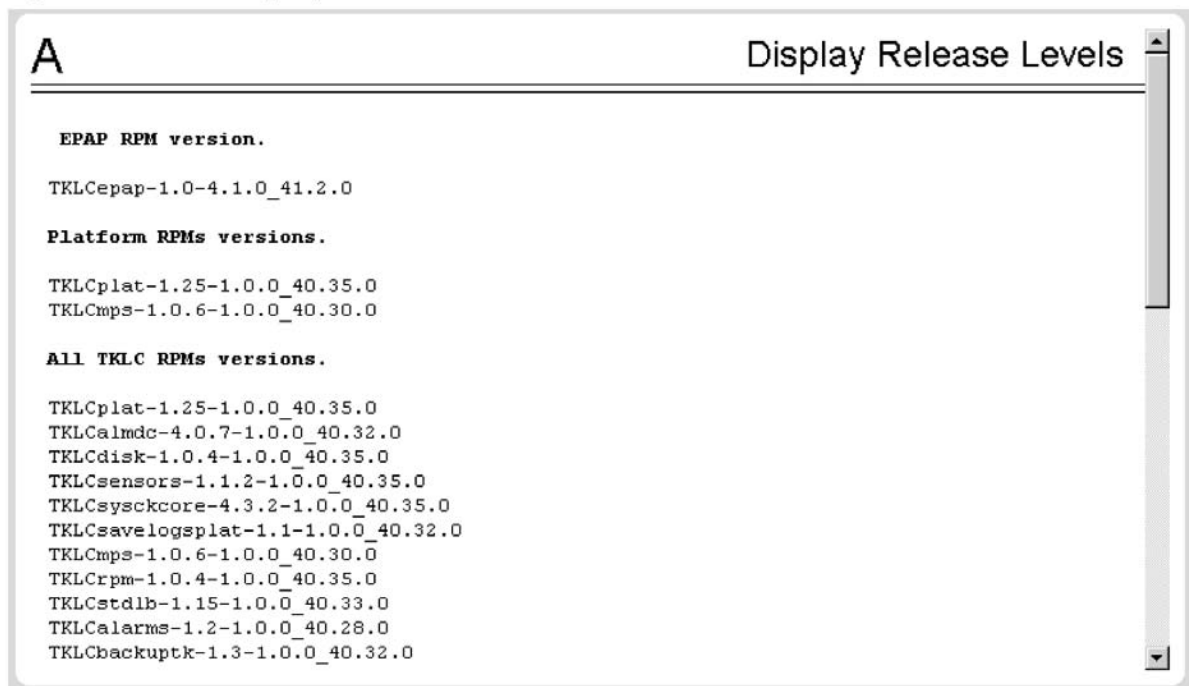 A
Display Release Levels
EPAP RPM version.
TKLCepap-1.0-4.1.0_41.2.0
Platform RPMs versions.
TKLCplat-1.25-1.0.0_40.35.0
TKLCmps-1.0.6-1.0.0_40.30.0
All TKLC RPMs versions.
TKLCplat-1.25-1.0.0_40.35.0
TKLCalmdc-4.0.7-1.0.0_40.32.0
TKLCdisk-1.0.4-1.0.0_40.35.0
TKLCsensors-1.1.2-1.0.0_40.35.0
TKLCsysckcore-4.3.2-1.0.0_40.35.0
TKLCsavelogsplat-1.1-1.0.0_40.32.0
TKLCmps-1.0.6-1.0.0_40.30.0
TKLCrpm-1.0.4-1.0.0_40.35.0
TKLCstdlb-1.15-1.0.0_40.33.0
TKLCalarms-1.2-1.0.0_40.28.0
TKLCbackuptk-1.3-1.0.0_40.32.0